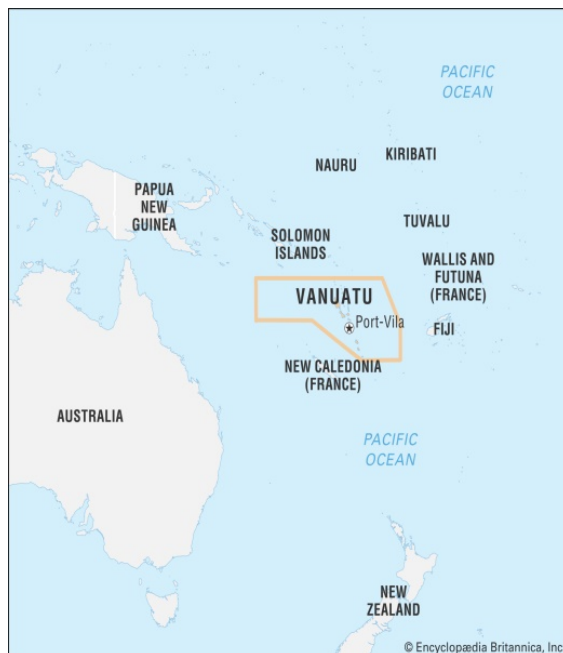 PACIFIC
OCEAN
NAURU
KIRIBATI
PAPUA
NEW
GUINEA
TUVALU
SOLOMON
ISLANDS
WALLIS AND
FUTUNA
(FRANCE)
VANUATU
Port-Vila
FIJI
NEW CALEDONIA
(FRANCE)
AUSTRALIA
PACIFIC
OCEAN
NEW
ZEALAND
© Encyclopædia Britannica, Inc